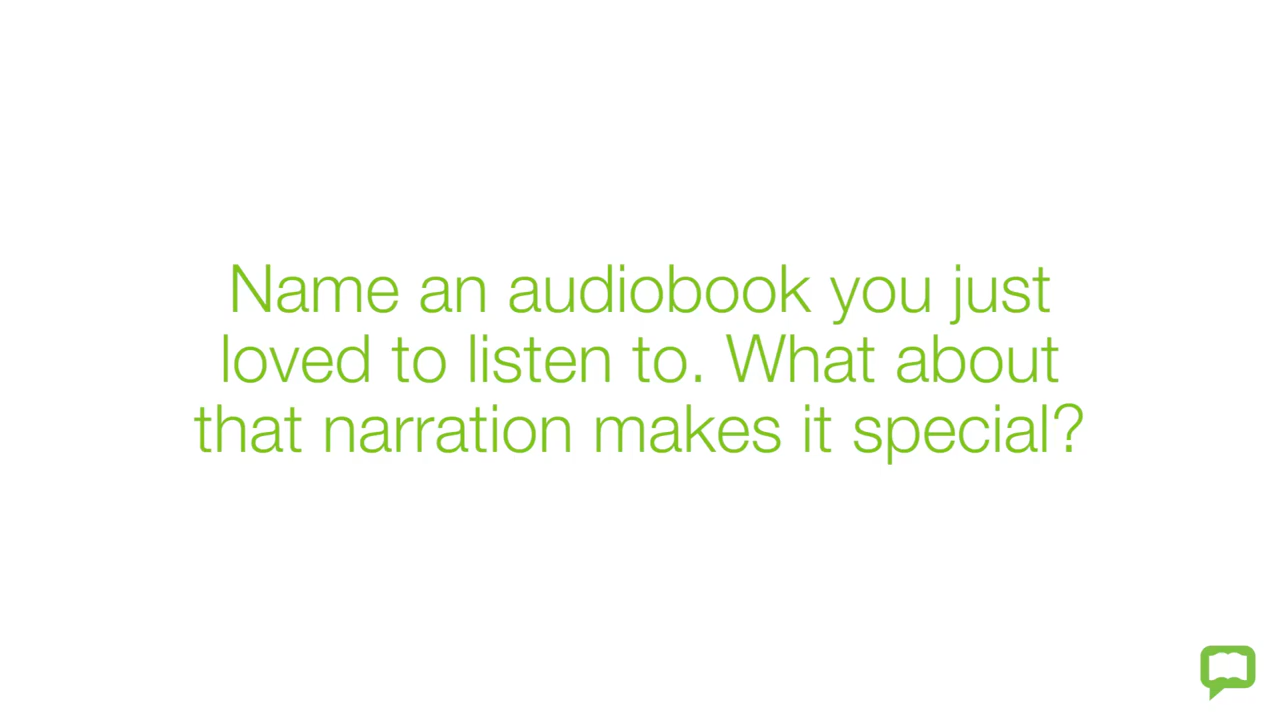 Name an audiobook you just
loved to listen to. What about
that narration makes it special?